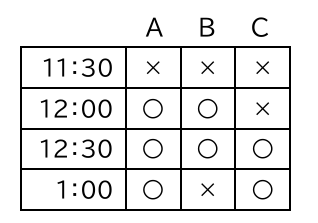 A B C
11:30 × × ×
12:00 ○ ○ ×
12:30 ○ ○ ○
1:00 ○ × ○